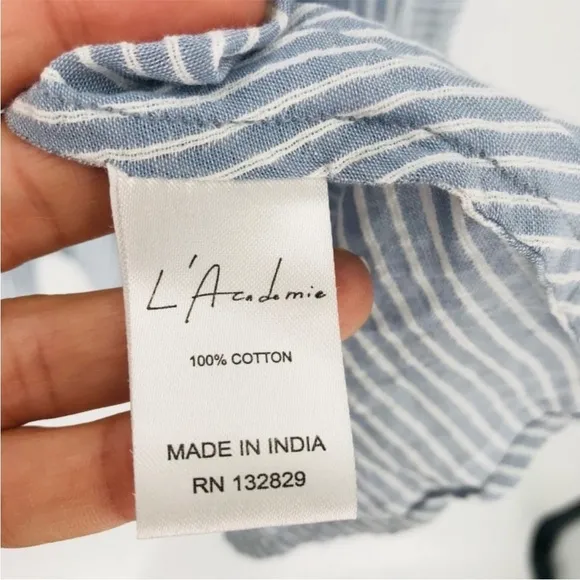 L'Academie
100% COTTON
MADE IN INDIA
RN 132829